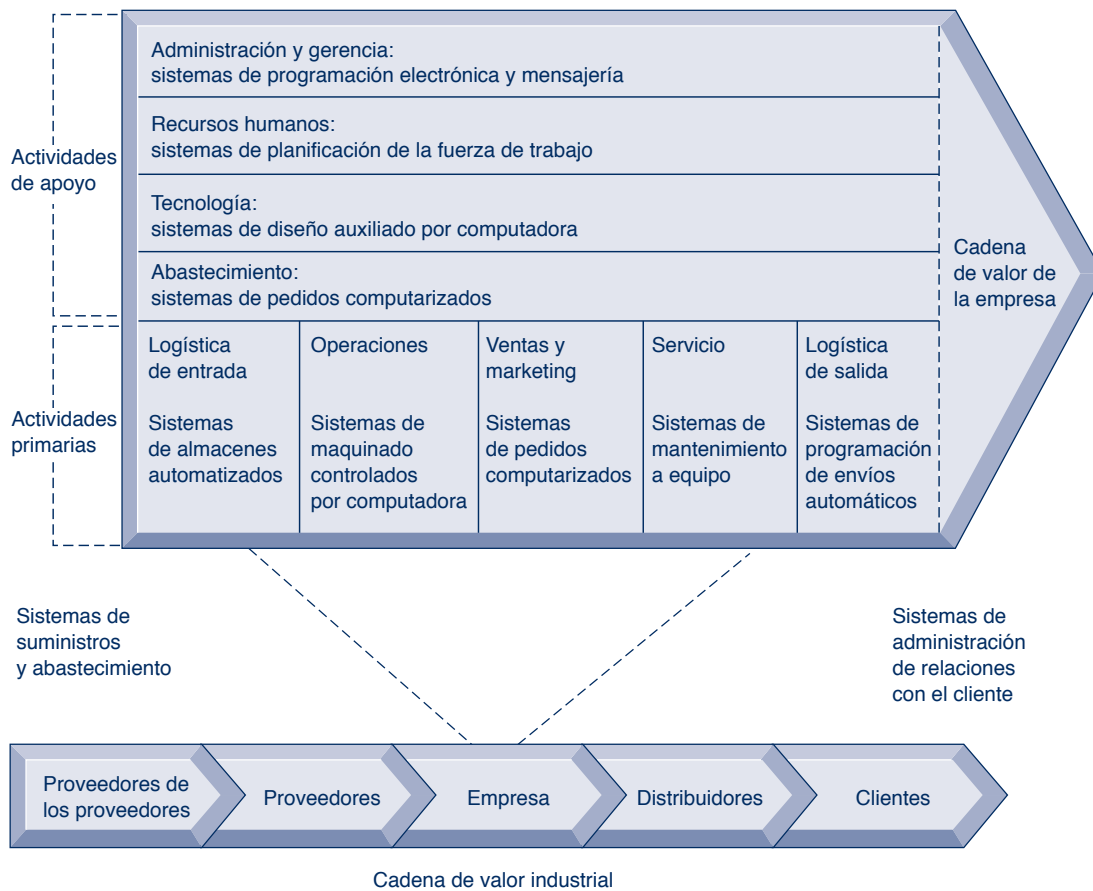 Actividades
de apoyo
Administración y gerencia:
sistemas de programación electrónica y mensajería
Recursos humanos:
sistemas de planificación de la fuerza de trabajo
Tecnología:
sistemas de diseño auxiliado por computadora
Abastecimiento:
sistemas de pedidos computarizados
Cadena
de valor de
la empresa
Actividades
primarias
Logística
de entrada
Sistemas
de almacenes
automatizados
Operaciones
Sistemas de
maquinado
controlados
por computadora
Ventas y
marketing
Sistemas
de pedidos
computarizados
Servicio
Sistemas de
mantenimiento
a equipo
Logística
de salida
Sistemas de
programación
de envíos
automáticos
Sistemas de
suministros
y abastecimiento
Sistemas de
administración
de relaciones
con el cliente
Proveedores de
los proveedores
Proveedores
Empresa
Distribuidores
Clientes
Cadena de valor industrial